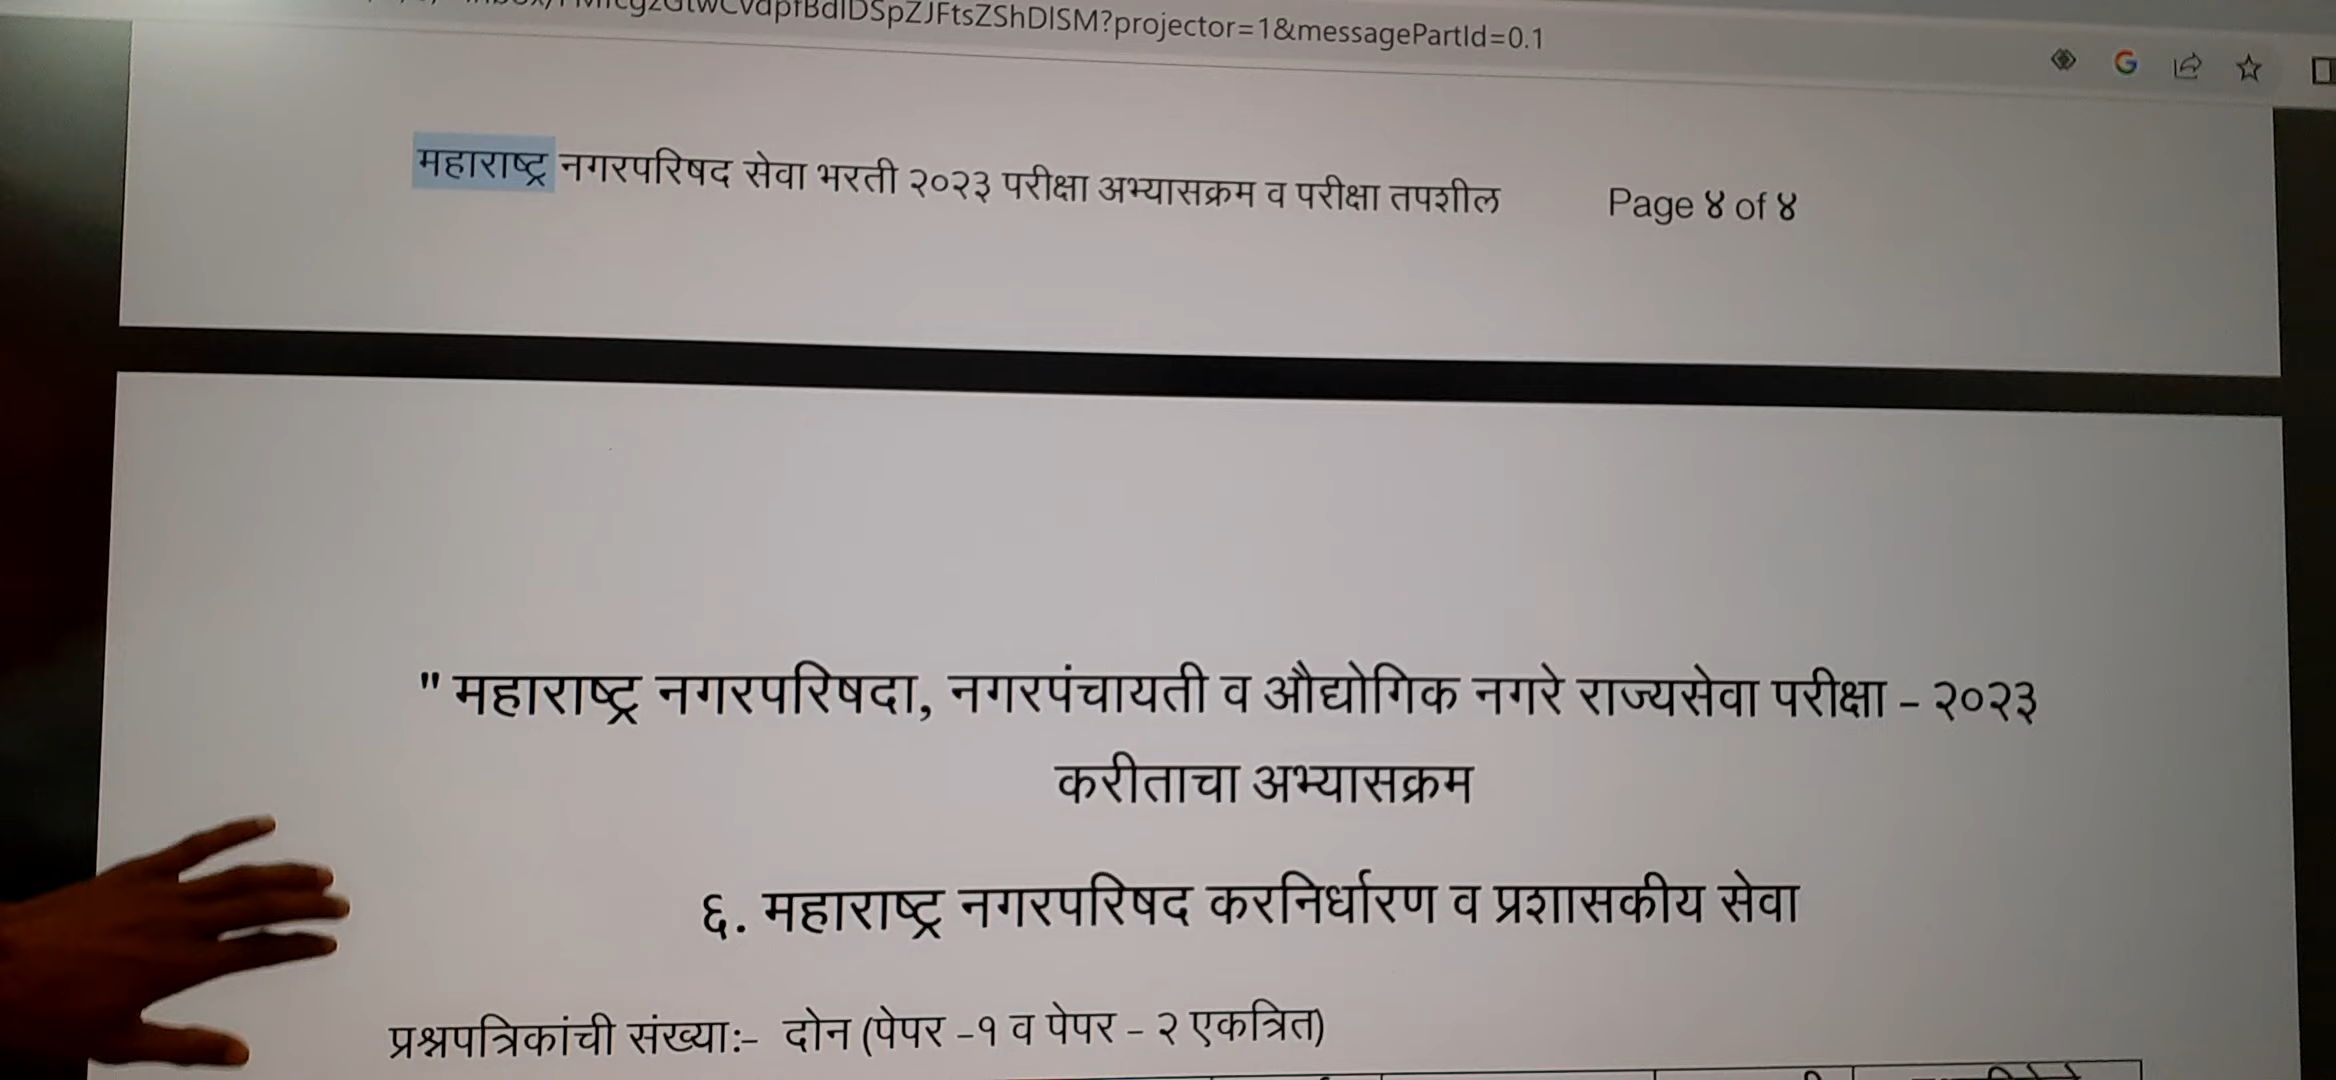 projector=1&messagePartId=0.1
महाराष्ट्र नगरपरिषद सेवा भरती २०२३ परीक्षा अभ्यासक्रम व परीक्षा तपशील Page ४ of ४
" महाराष्ट्र नगरपरिषदा, नगरपंचायती व औद्योगिक नगरे राज्यसेवा परीक्षा - २०२३
करीताचा अभ्यासक्रम
६. महाराष्ट्र नगरपरिषद करनिर्धारण व प्रशासकीय सेवा
प्रश्नपत्रिकांची संख्या:- दोन (पेपर -१ व पेपर - २ एकत्रित)